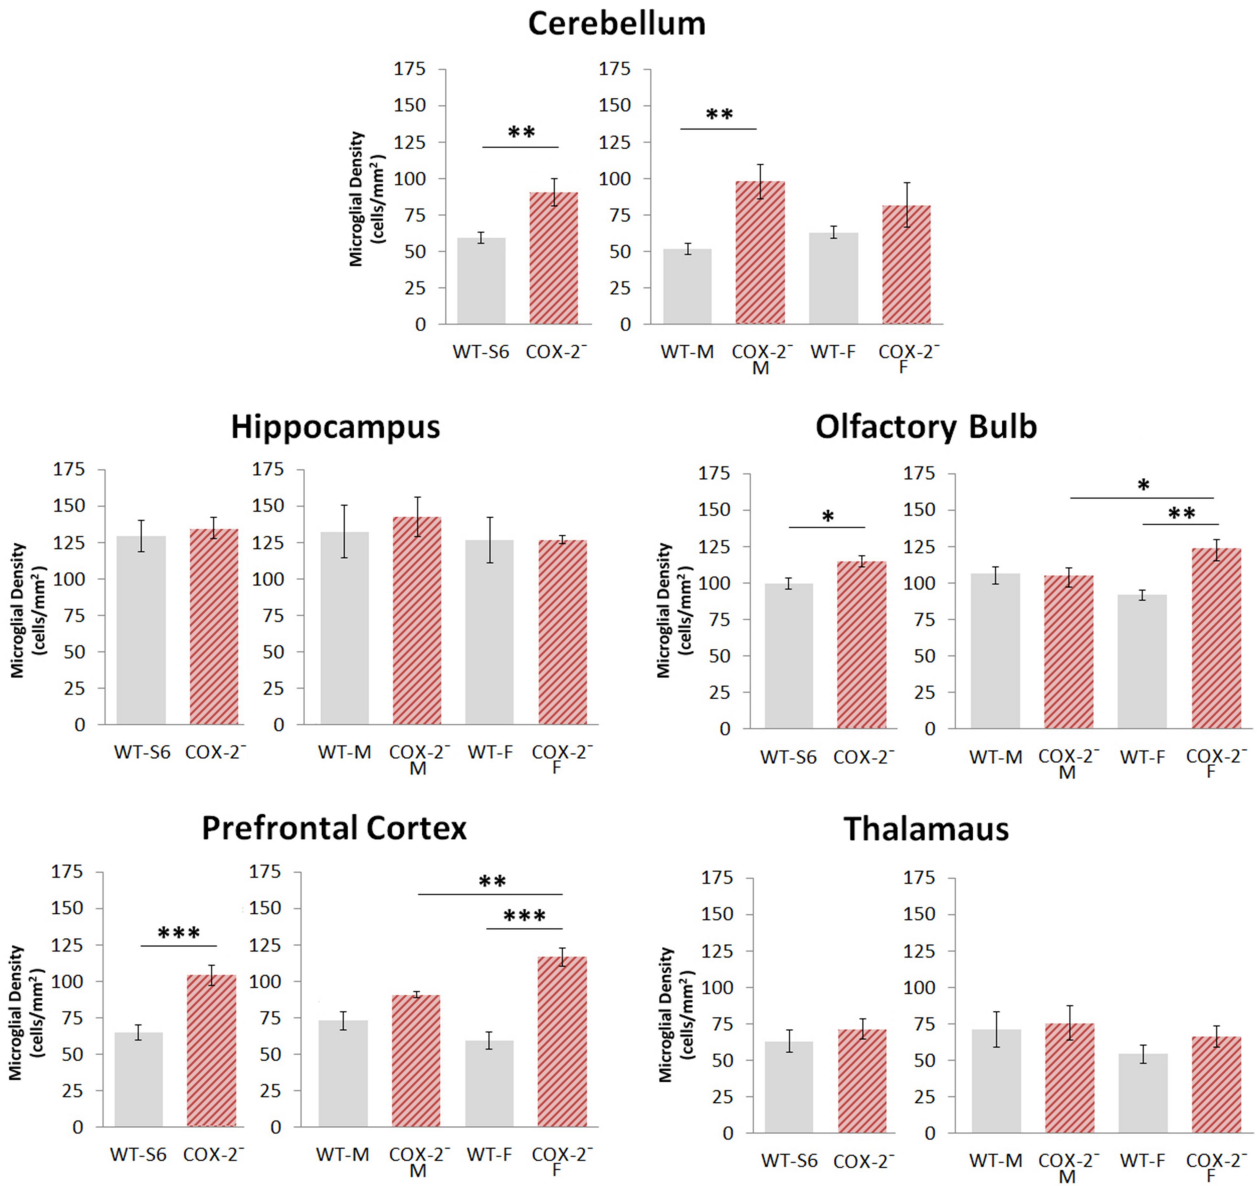 Cerebellum
Microglial Density
(cells/mm²)
175
150
125
100
75
50
25
0
**
WT-S6 COX-2⁻
175
150
125
100
75
50
25
0
**
WT-M COX-2⁻ WT-F COX-2⁻
M F
Hippocampus
Microglial Density
(cells/mm²)
175
150
125
100
75
50
25
0
WT-S6 COX-2⁻
175
150
125
100
75
50
25
0
WT-M COX-2⁻ WT-F COX-2⁻
M F
Olfactory Bulb
Microglial Density
(cells/mm²)
175
150
125
100
75
50
25
0
*
WT-S6 COX-2⁻
175
150
125
100
75
50
25
0
*
**
WT-M COX-2⁻ WT-F COX-2⁻
M F
Prefrontal Cortex
Microglial Density
(cells/mm²)
175
150
125
100
75
50
25
0
***
WT-S6 COX-2⁻
175
150
125
100
75
50
25
0
**
***
WT-M COX-2⁻ WT-F COX-2⁻
M F
Thalamaus
Microglial Density
(cells/mm²)
175
150
125
100
75
50
25
0
WT-S6 COX-2⁻
175
150
125
100
75
50
25
0
WT-M COX-2⁻ WT-F COX-2⁻
M F